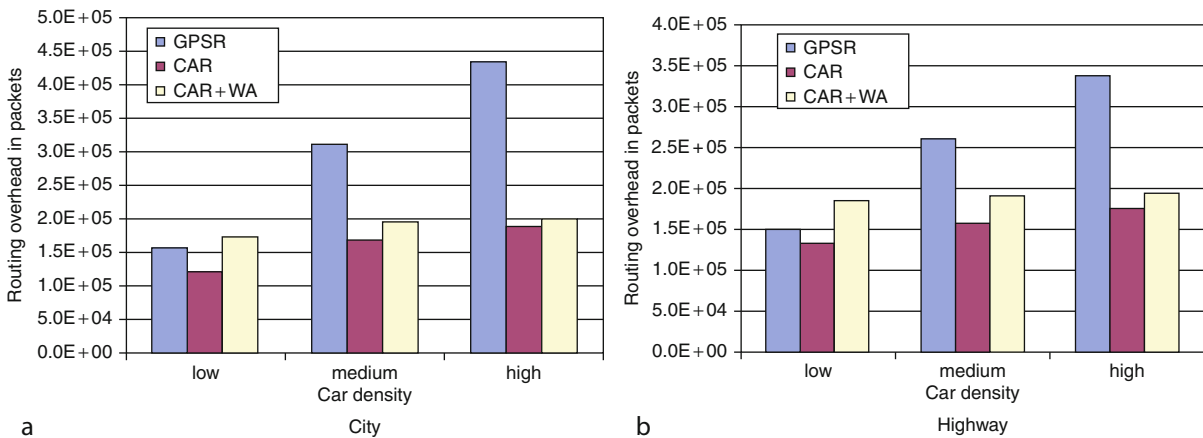 5.0E+05
4.5E+05
4.0E+05
3.5E+05
3.0E+05
2.5E+05
2.0E+05
1.5E+05
1.0E+05
5.0E+04
0.0E+00
Routing overhead in packets
GPSR
CAR
CAR+WA
low medium high
Car density
a City
4.0E+05
3.5E+05
3.0E+05
2.5E+05
2.0E+05
1.5E+05
1.0E+05
5.0E+04
0.0E+00
Routing overhead in packets
GPSR
CAR
CAR+WA
low medium high
Car density
b Highway